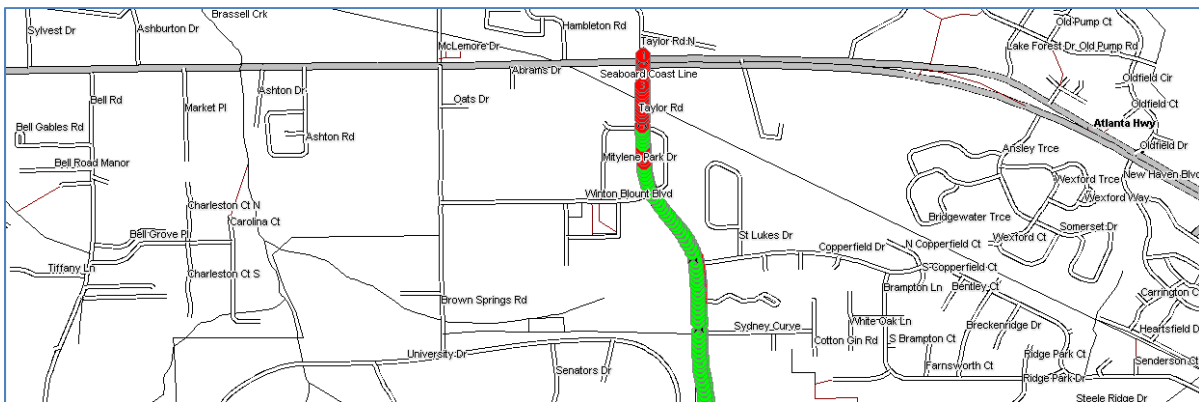 Brassell Crk
Sylvest Dr
Ashburton Dr
Hambleton Rd
Old Pump Ct
McLemore Dr
Taylor Rd N
Lake Forest Dr
Old Pump Rd
Abrams Dr
Seaboard Coast Line
Oldfield Cir
Bell Rd
Market Pl
Ashton Dr
Oats Dr
Taylor Rd
Oldfield Ct
Bell Gables Rd
Ashton Rd
Atlanta Hwy
Oldfield Dr
Ansley Trce
Bell Road Manor
Mitylene Park Dr
New Haven Blvd
Wexford Trce
Winton Blount Blvd
Wexford Way
Charleston Ct N
Carolina Ct
Bridgewater Trce
Somerset Dr
Bell Grove Pl
St Lukes Dr
Copperfield Dr
N Copperfield Ct
Wexford Ct
Tiffany Ln
Charleston Ct S
S Copperfield Ct
Brampton Ln
Bentley Ct
Carrington C
Brown Springs Rd
White Oak Ln
Breckenridge Dr
Heartsfield D
Sydney Curve
Cotton Gin Rd
S Brampton Ct
University Dr
Ridge Park Ct
Senderson Ct
Senators Dr
Farnsworth Ct
Ridge Park Dr
Steele Ridge Dr